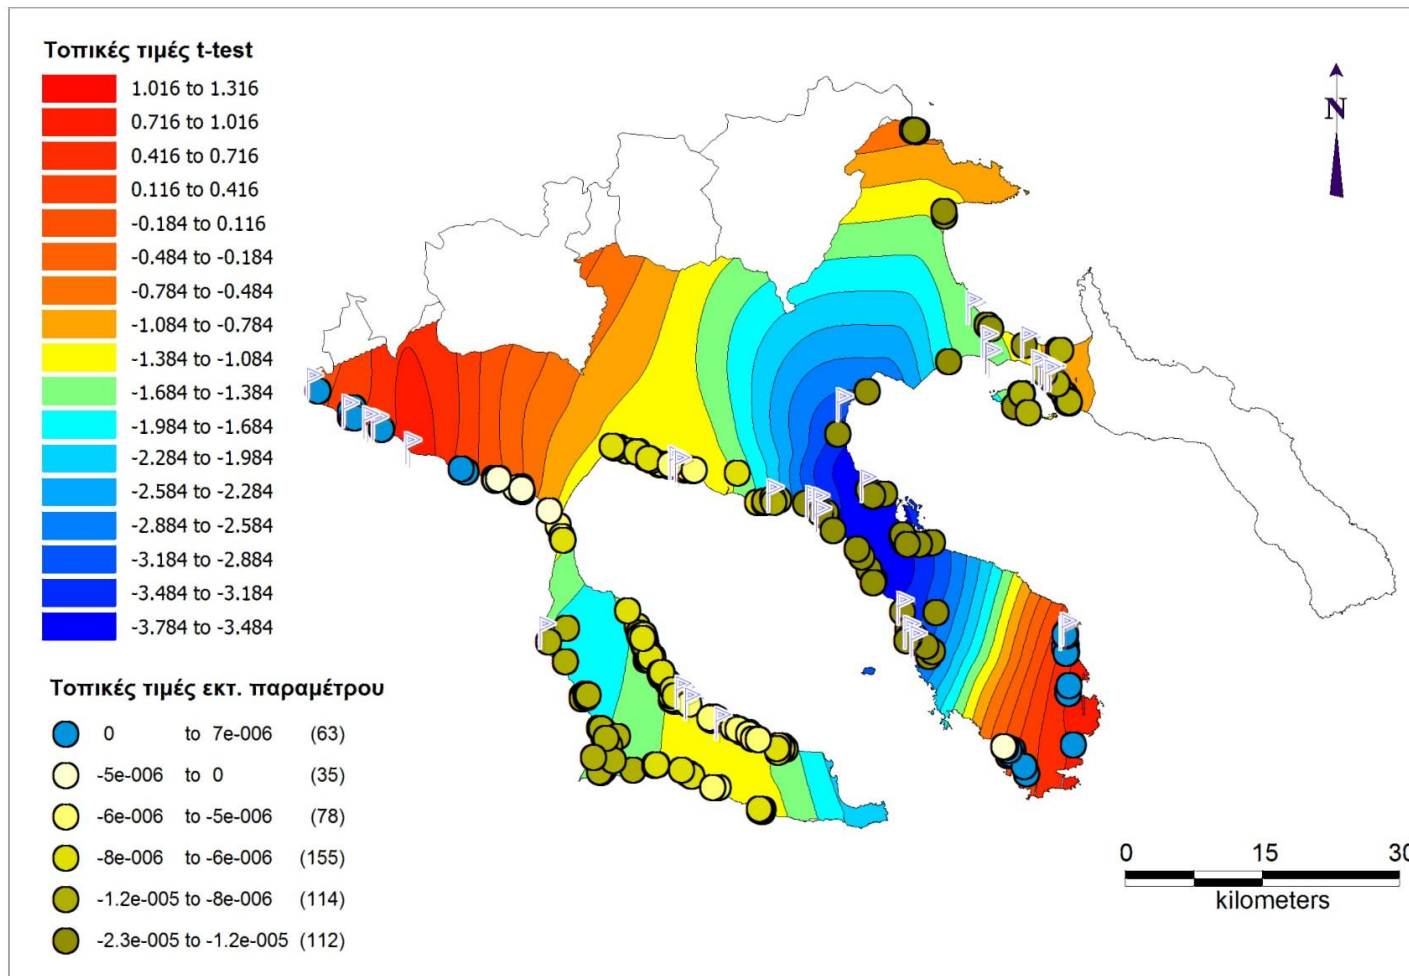 Τοπικές τιμές t-test
1.016 to 1.316
0.716 to 1.016
0.416 to 0.716
0.116 to 0.416
-0.184 to 0.116
-0.484 to -0.184
-0.784 to -0.484
-1.084 to -0.784
-1.384 to -1.084
-1.684 to -1.384
-1.984 to -1.684
-2.284 to -1.984
-2.584 to -2.284
-2.884 to -2.584
-3.184 to -2.884
-3.484 to -3.184
-3.784 to -3.484
Τοπικές τιμές εκτ. παραμέτρου
0 to 7e-006 (63)
-5e-006 to 0 (35)
-6e-006 to -5e-006 (78)
-8e-006 to -6e-006 (155)
-1.2e-005 to -8e-006 (114)
-2.3e-005 to -1.2e-005 (112)
N
0 15 30
kilometers